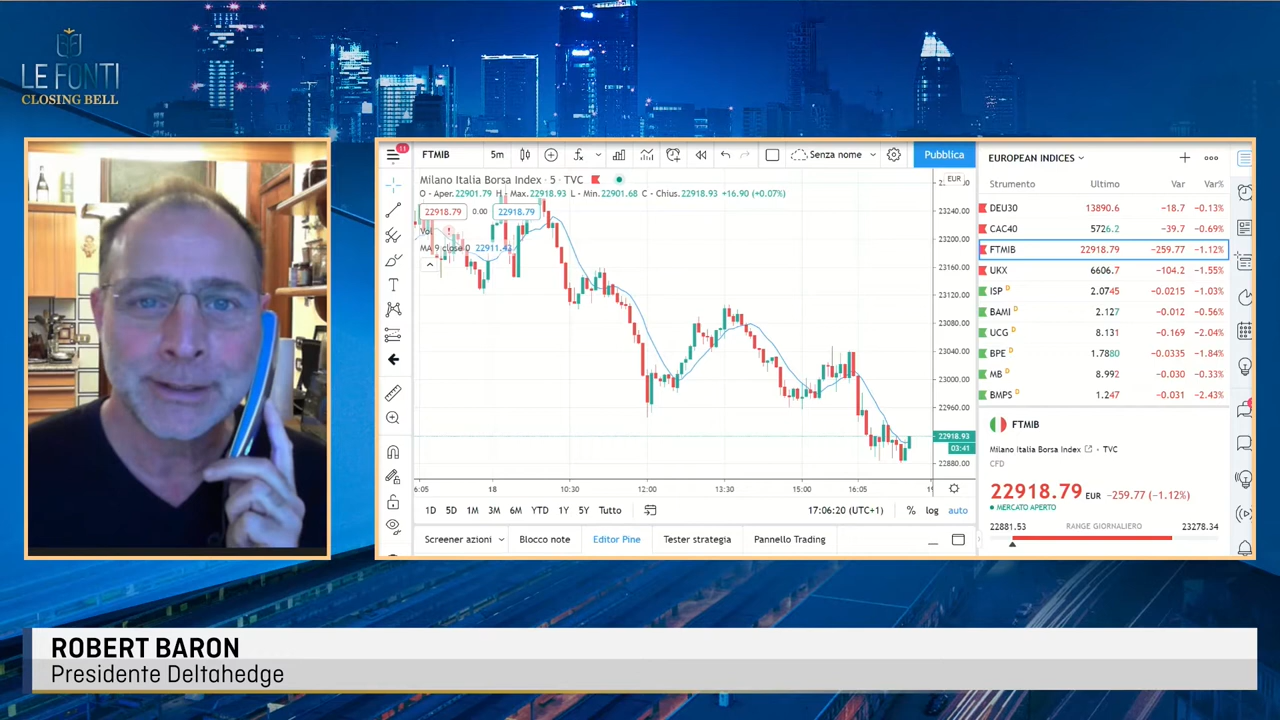 LE FONTI
CLOSING BELL
11
FTMIB
5m
Senza nome
Pubblica
Milano Italia Borsa Index · 5 · TVC
O - Aper.22901.79 H - Max.22918.93 L - Min.22901.68 C - Chius.22918.93 +16.90 (+0.07%)
22918.79 0.00 22918.79
Vol
MA 9 close 0 22911.43
EUR
23240.00
23200.00
23160.00
23120.00
23080.00
23040.00
23000.00
22960.00
22918.93
03:41
22880.00
18 10:30 12:00 13:30 15:00 16:05
1D 5D 1M 3M 6M YTD 1Y 5Y Tutto
17:06:20 (UTC+1) % log auto
Screener azioni Blocco note Editor Pine Tester strategia Pannello Trading
EUROPEAN INDICES
Strumento Ultimo Var Var%
DEU30 13890.6 −18.7 −0.13%
CAC40 5726.2 −39.7 −0.69%
FTMIB 22918.79 −259.77 −1.12%
UKX 6606.7 −104.2 −1.55%
ISP D 2.0745 −0.0215 −1.03%
BAMI D 2.127 −0.012 −0.56%
UCG D 8.131 −0.169 −2.04%
BPE D 1.7880 −0.0335 −1.84%
MB D 8.992 −0.030 −0.33%
BMPS D 1.247 −0.031 −2.43%
FTMIB
Milano Italia Borsa Index · TVC
CFD
22918.79 EUR −259.77 (−1.12%)
MERCATO APERTO
22881.53 RANGE GIORNALIERO 23278.34
ROBERT BARON
Presidente Deltahedge